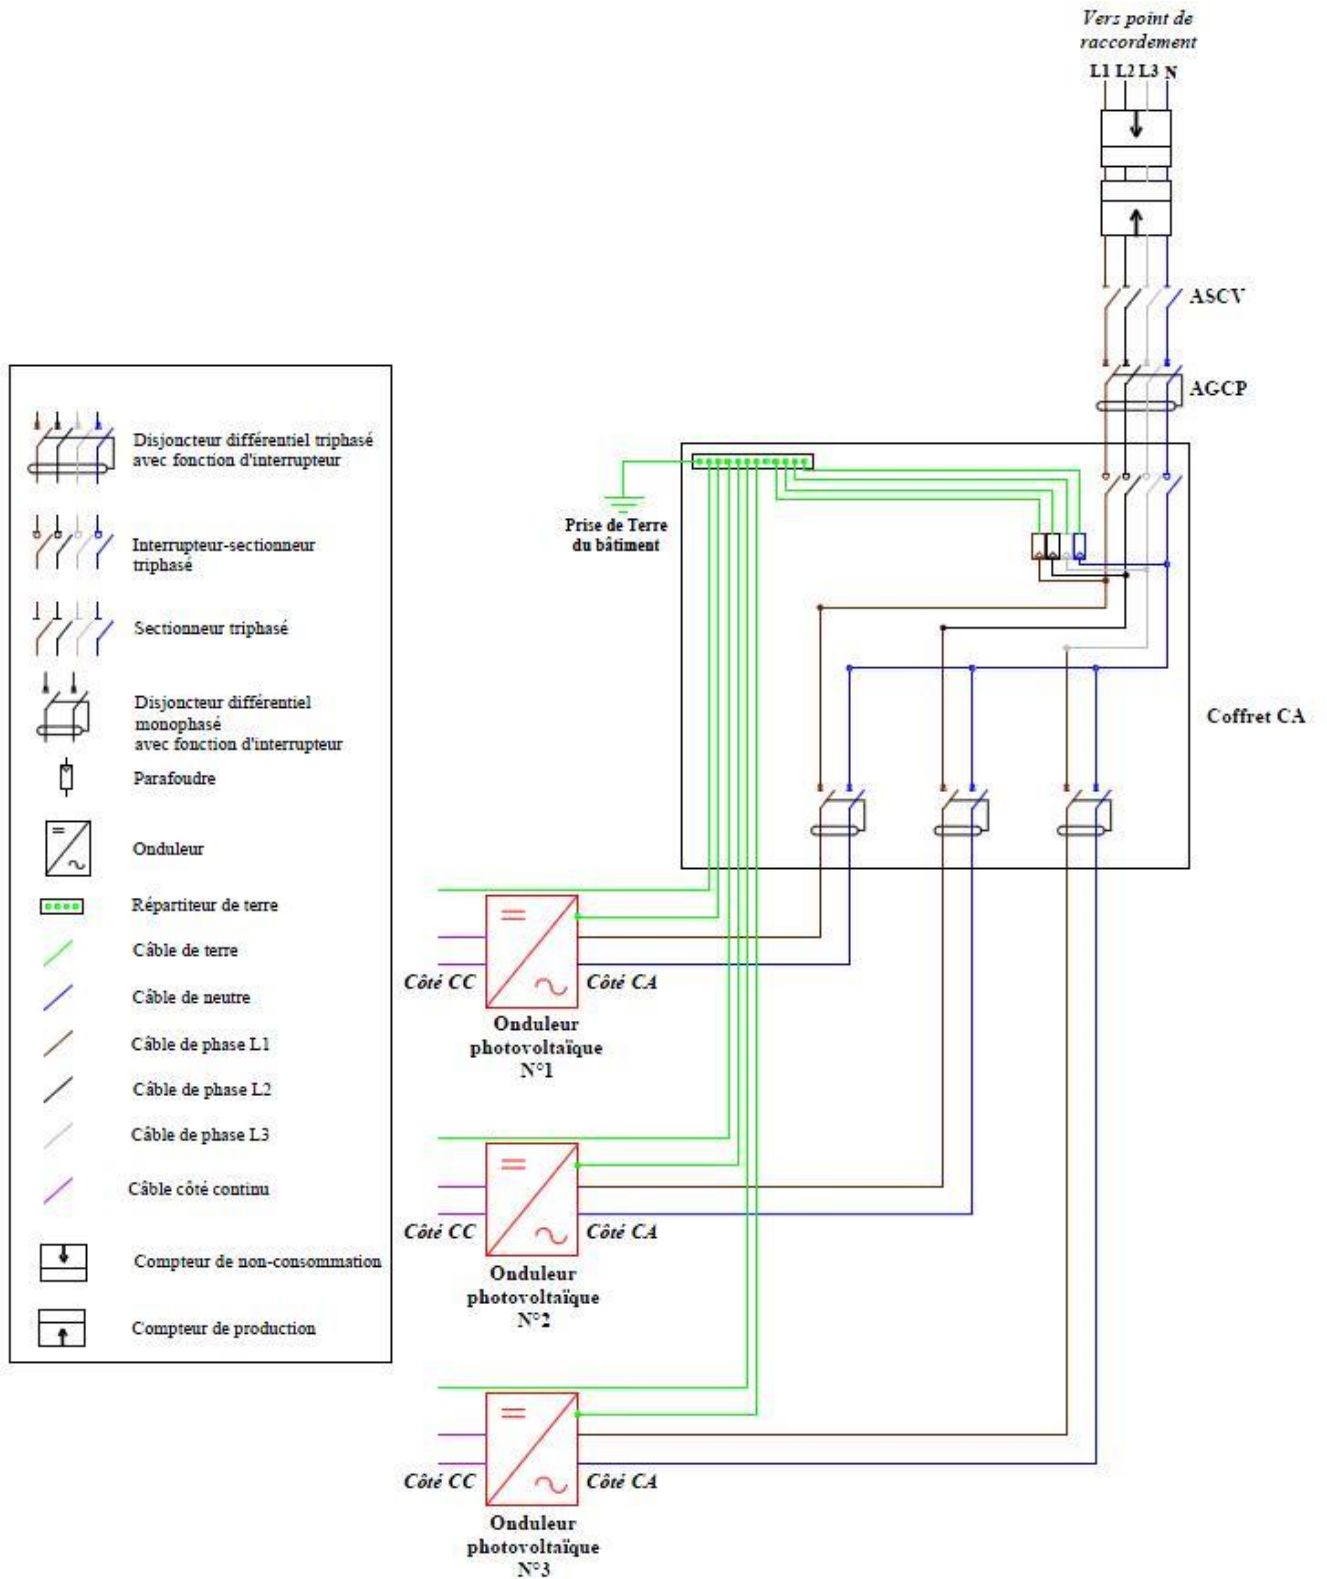 Vers point de
raccordement
L1 L2 L3 N
ASCV
AGCP
Prise de Terre
du bâtiment
Coffret CA
Disjoncteur différentiel triphasé
avec fonction d'interrupteur
Interrupteur-sectionneur
triphasé
Sectionneur triphasé
Disjoncteur différentiel
monophasé
avec fonction d'interrupteur
Parafoudre
Onduleur
Répartiteur de terre
Câble de terre
Câble de neutre
Câble de phase L1
Câble de phase L2
Câble de phase L3
Câble côté continu
Compteur de non-consommation
Compteur de production
Côté CC
Côté CA
Onduleur
photovoltaïque
N°1
Côté CC
Côté CA
Onduleur
photovoltaïque
N°2
Côté CC
Côté CA
Onduleur
photovoltaïque
N°3